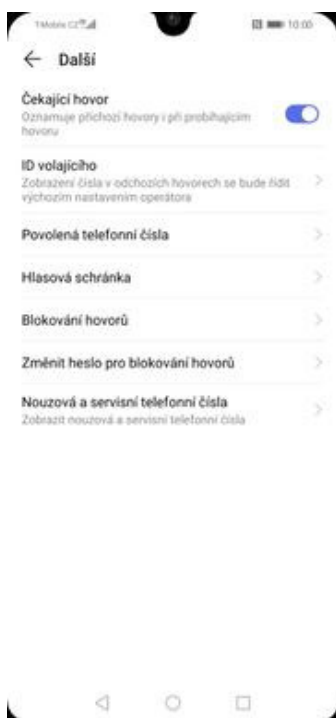 T-Mobile CZ
10:00
Další
Čekající hovor
Oznamuje příchozí hovory i při probíhajícím
hovoru
ID volajícího
Zobrazení čísla v odchozích hovorech se bude řídit
výchozím nastavením operátora
Povolená telefonní čísla
Hlasová schránka
Blokování hovorů
Změnit heslo pro blokování hovorů
Nouzová a servisní telefonní čísla
Zobrazit nouzová a servisní telefonní čísla